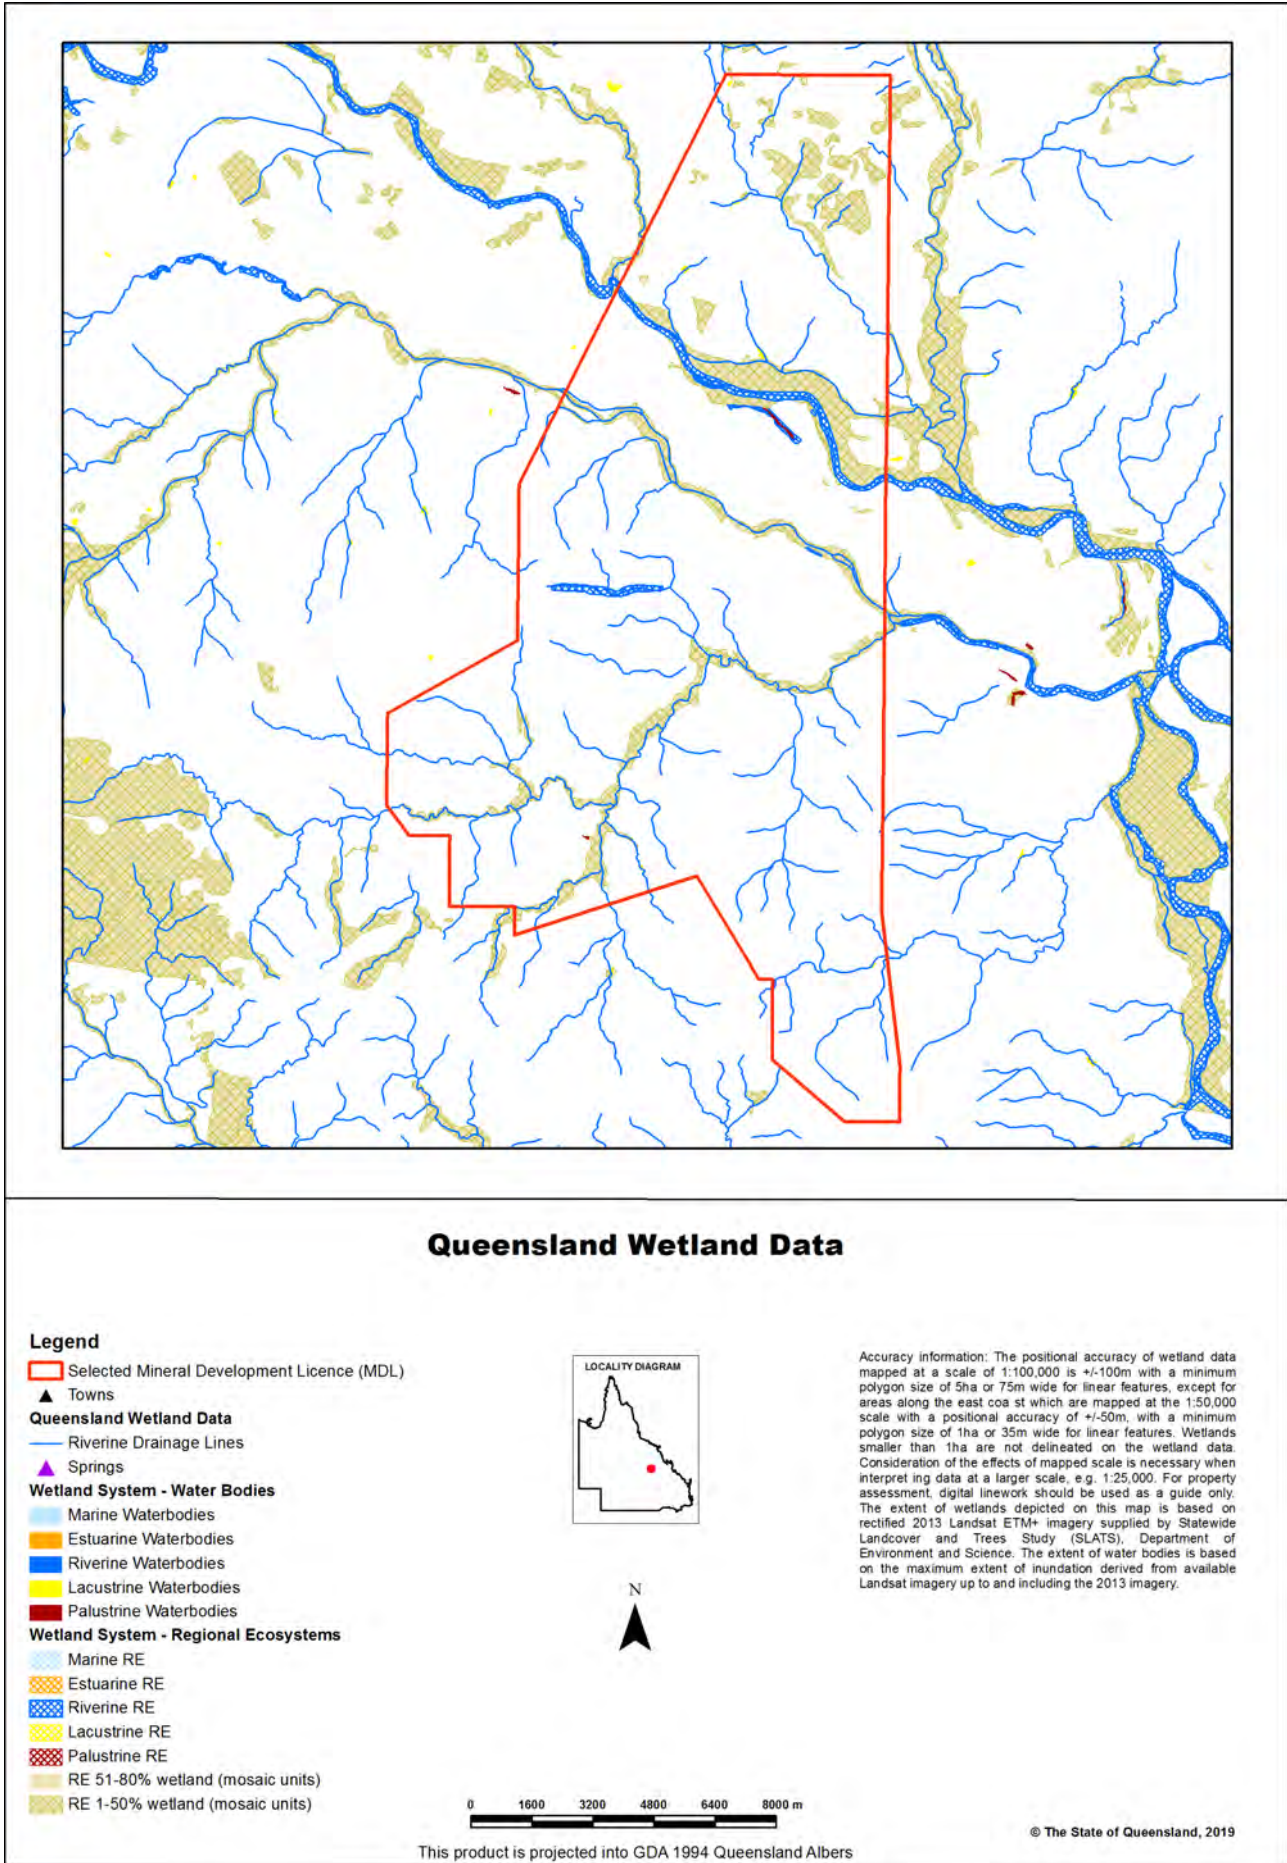 Queensland Wetland Data
Legend
Selected Mineral Development Licence (MDL)
Towns
Queensland Wetland Data
Riverine Drainage Lines
Springs
Wetland System - Water Bodies
Marine Waterbodies
Estuarine Waterbodies
Riverine Waterbodies
Lacustrine Waterbodies
Palustrine Waterbodies
Wetland System - Regional Ecosystems
Marine RE
Estuarine RE
Riverine RE
Lacustrine RE
Palustrine RE
RE 51-80% wetland (mosaic units)
RE 1-50% wetland (mosaic units)
LOCALITY DIAGRAM
N
0 1600 3200 4800 6400 8000 m
This product is projected into GDA 1994 Queensland Albers
Accuracy information: The positional accuracy of wetland data
mapped at a scale of 1:100,000 is +/-100m with a minimum
polygon size of 5ha or 75m wide for linear features, except for
areas along the east coa st which are mapped at the 1:50,000
scale with a positional accuracy of +/-50m, with a minimum
polygon size of 1ha or 35m wide for linear features. Wetlands
smaller than 1ha are not delineated on the wetland data.
Consideration of the effects of mapped scale is necessary when
interpret ing data at a larger scale, e.g. 1:25,000. For property
assessment, digital linework should be used as a guide only.
The extent of wetlands depicted on this map is based on
rectified 2013 Landsat ETM+ imagery supplied by Statewide
Landcover and Trees Study (SLATS), Department of
Environment and Science. The extent of water bodies is based
on the maximum extent of inundation derived from available
Landsat imagery up to and including the 2013 imagery.
© The State of Queensland, 2019